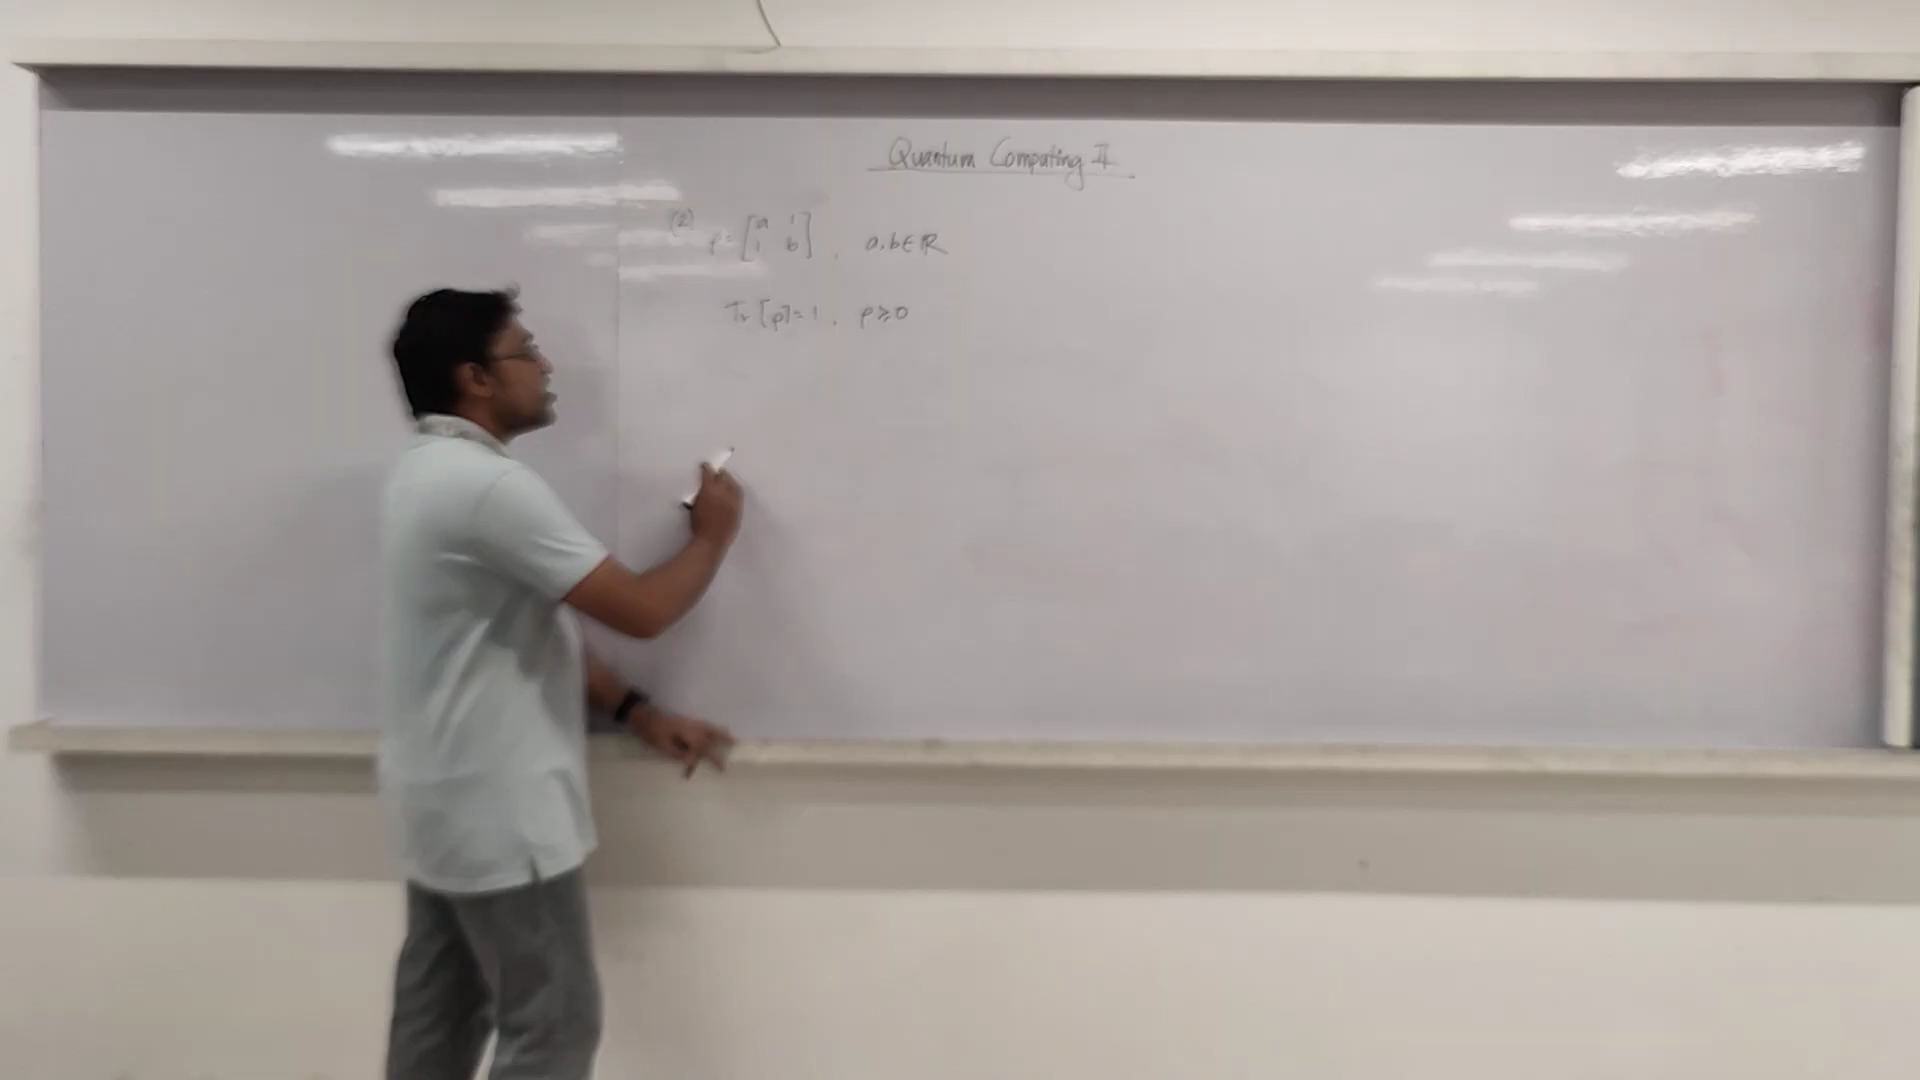 Quantum Computing II
(2) ρ = [a 1
1 b] , a,b ∈ ℝ
Tr [ρ] = 1 , ρ ⩾ 0